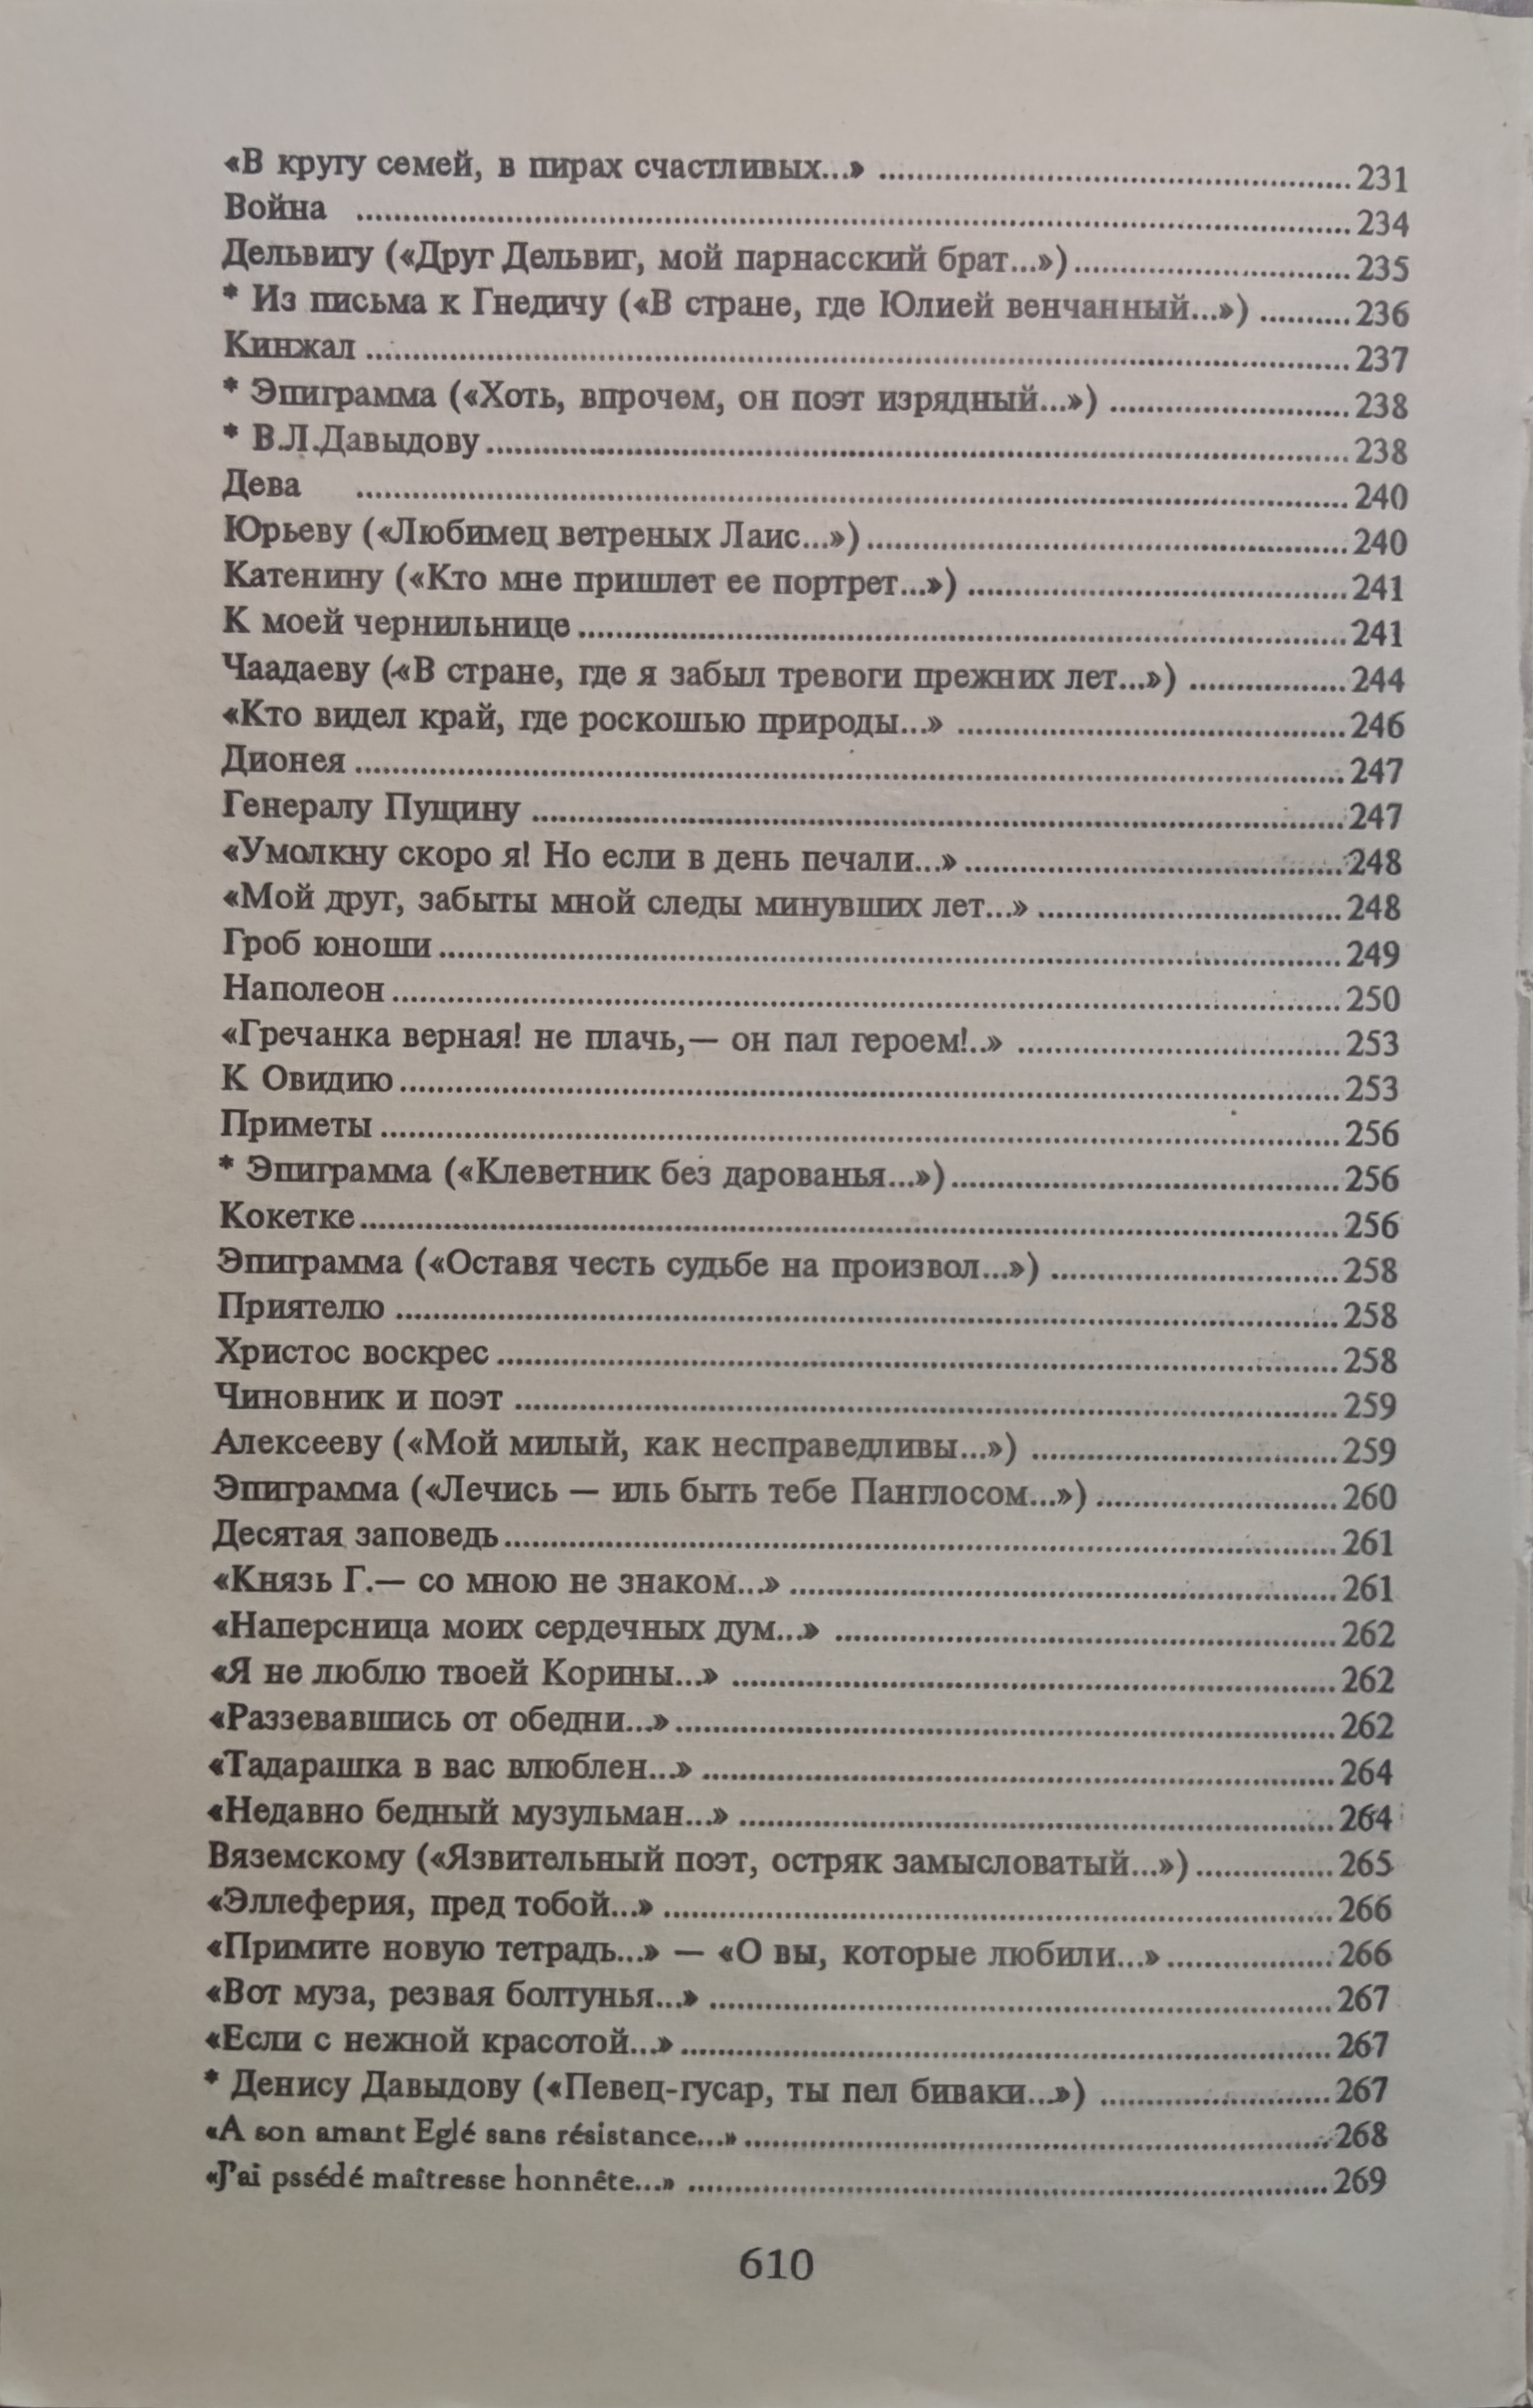 «В кругу семей, в пирах счастливых...» ........ 231
Война ........ 234
Дельвигу («Друг Дельвиг, мой парнасский брат...») ........ 235
* Из письма к Гнедичу («В стране, где Юлией венчанный...») ........ 236
Кинжал ........ 237
* Эпиграмма («Хоть, впрочем, он поэт изрядный...») ........ 238
* В.Л.Давыдову ........ 238
Дева ........ 240
Юрьеву («Любимец ветреных Лаис...») ........ 240
Катенину («Кто мне пришлет ее портрет...») ........ 241
К моей чернильнице ........ 241
Чаадаеву («В стране, где я забыл тревоги прежних лет...») ........ 244
«Кто видел край, где роскошью природы...» ........ 246
Дионея ........ 247
Генералу Пущину ........ 247
«Умолкну скоро я! Но если в день печали...» ........ 248
«Мой друг, забыты мной следы минувших лет...» ........ 248
Гроб юноши ........ 249
Наполеон ........ 250
«Гречанка верная! не плачь,— он пал героем!..» ........ 253
К Овидию ........ 253
Приметы ........ 256
* Эпиграмма («Клеветник без дарованья...») ........ 256
Кокетке ........ 256
Эпиграмма («Оставя честь судьбе на произвол...») ........ 258
Приятелю ........ 258
Христос воскрес ........ 258
Чиновник и поэт ........ 259
Алексееву («Мой милый, как несправедливы...») ........ 259
Эпиграмма («Лечись — иль быть тебе Панглосом...») ........ 260
Десятая заповедь ........ 261
«Князь Г.— со мною не знаком...» ........ 261
«Наперсница моих сердечных дум...» ........ 262
«Я не люблю твоей Корины...» ........ 262
«Раззевавшись от обедни...» ........ 262
«Тадарашка в вас влюблен...» ........ 264
«Недавно бедный музульман...» ........ 264
Вяземскому («Язвительный поэт, остряк замысловатый...») ........ 265
«Эллеферия, пред тобой...» ........ 266
«Примите новую тетрадь...» — «О вы, которые любили...» ........ 266
«Вот муза, резвая болтунья...» ........ 267
«Если с нежной красотой...» ........ 267
* Денису Давыдову («Певец-гусар, ты пел биваки...») ........ 267
«A son amant Eglé sans résistance...» ........ 268
«J'ai pssédé maîtresse honnête...» ........ 269
610